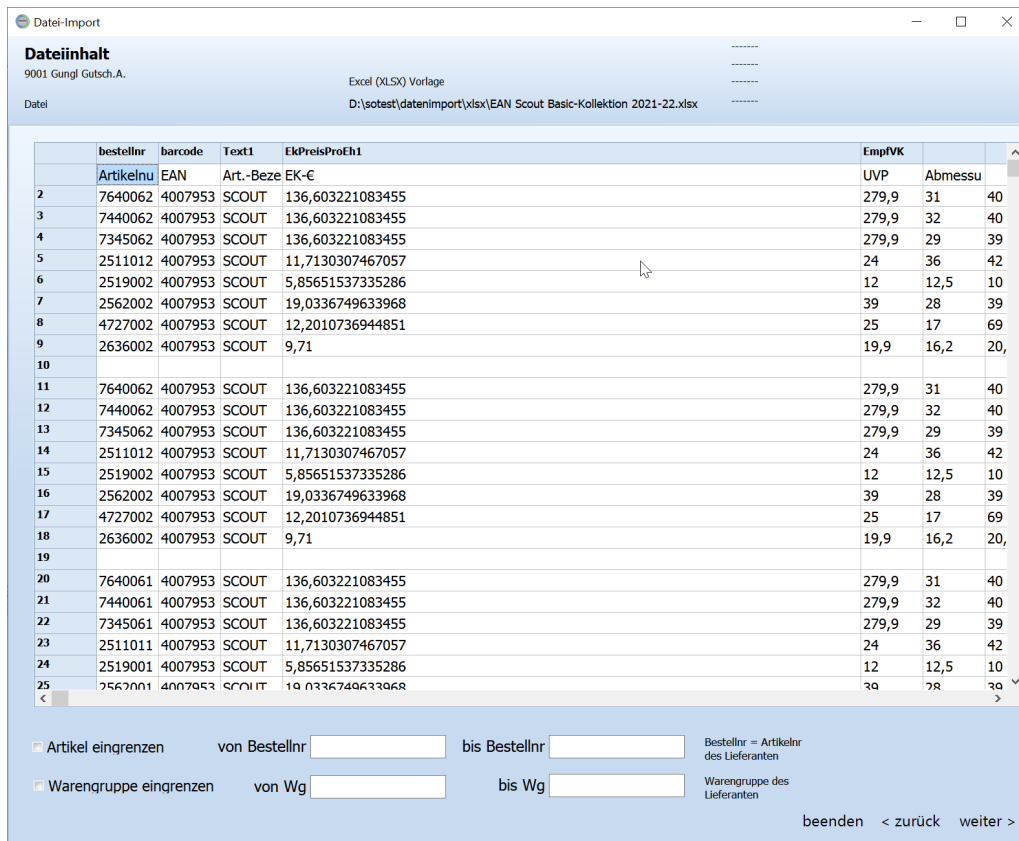 Datei-Import
Dateiinhalt
9001 Gungl Gutsch.A.
Excel (XLSX) Vorlage
Datei D:\sotest\datenimport\xlsx\EAN Scout Basic-Kollektion 2021-22.xlsx
-------
-------
-------
-------
bestellnr barcode Text1 EkPreisProEh1 EmpfVK
Artikelnu EAN Art.-Beze EK-€ UVP Abmessu
2 7640062 4007953 SCOUT 136,603221083455 279,9 31 40
3 7440062 4007953 SCOUT 136,603221083455 279,9 32 40
4 7345062 4007953 SCOUT 136,603221083455 279,9 29 39
5 2511012 4007953 SCOUT 11,7130307467057 24 36 42
6 2519002 4007953 SCOUT 5,85651537335286 12 12,5 10
7 2562002 4007953 SCOUT 19,0336749633968 39 28 39
8 4727002 4007953 SCOUT 12,2010736944851 25 17 69
9 2636002 4007953 SCOUT 9,71 19,9 16,2 20,
10
11 7640062 4007953 SCOUT 136,603221083455 279,9 31 40
12 7440062 4007953 SCOUT 136,603221083455 279,9 32 40
13 7345062 4007953 SCOUT 136,603221083455 279,9 29 39
14 2511012 4007953 SCOUT 11,7130307467057 24 36 42
15 2519002 4007953 SCOUT 5,85651537335286 12 12,5 10
16 2562002 4007953 SCOUT 19,0336749633968 39 28 39
17 4727002 4007953 SCOUT 12,2010736944851 25 17 69
18 2636002 4007953 SCOUT 9,71 19,9 16,2 20,
19
20 7640061 4007953 SCOUT 136,603221083455 279,9 31 40
21 7440061 4007953 SCOUT 136,603221083455 279,9 32 40
22 7345061 4007953 SCOUT 136,603221083455 279,9 29 39
23 2511011 4007953 SCOUT 11,7130307467057 24 36 42
24 2519001 4007953 SCOUT 5,85651537335286 12 12,5 10
25 2562001 4007953 SCOUT 19,0336749633968 39 28 39
Artikel eingrenzen von Bestellnr bis Bestellnr Bestellnr = Artikelnr
des Lieferanten
Warengruppe eingrenzen von Wg bis Wg Warengruppe des
Lieferanten
beenden < zurück weiter >